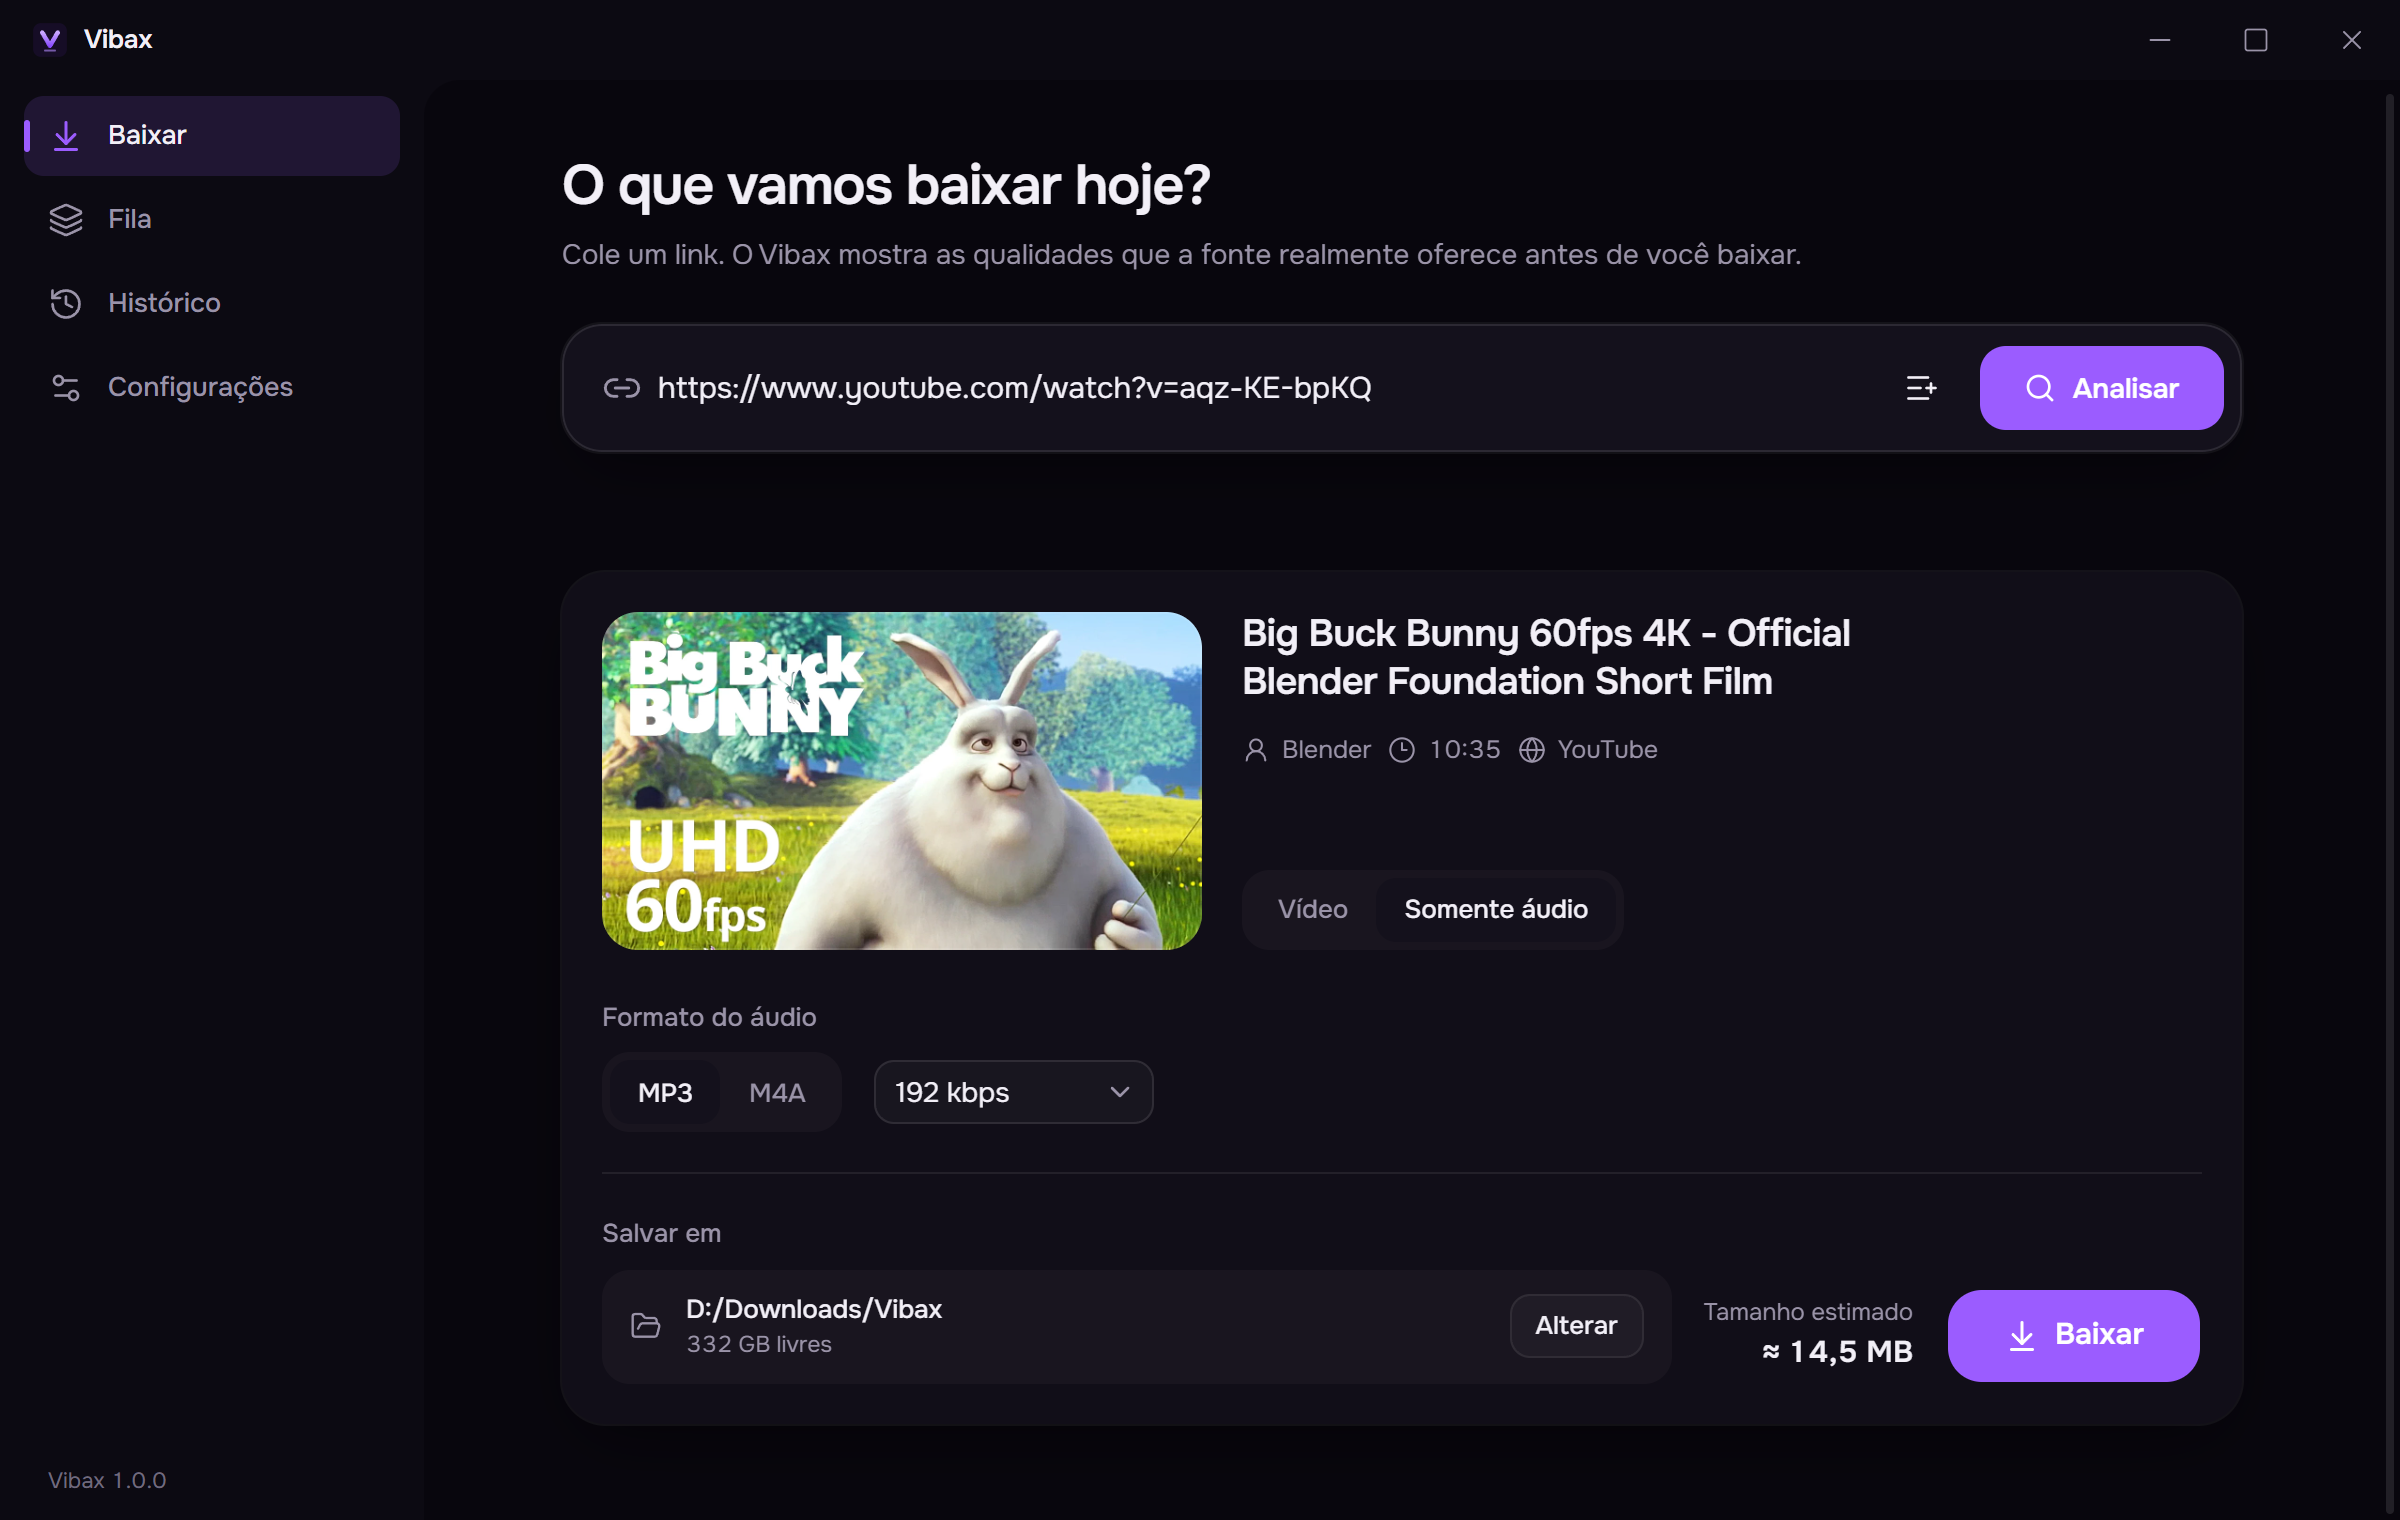 Vibax
Baixar
Fila
Histórico
Configurações
Vibax 1.0.0
O que vamos baixar hoje?
Cole um link. O Vibax mostra as qualidades que a fonte realmente oferece antes de você baixar.
https://www.youtube.com/watch?v=aqz-KE-bpKQ
Analisar
Big Buck
BUNNY
UHD
60fps
Big Buck Bunny 60fps 4K - Official
Blender Foundation Short Film
Blender 10:35 YouTube
Vídeo Somente áudio
Formato do áudio
MP3 M4A 192 kbps
Salvar em
D:/Downloads/Vibax
332 GB livres
Alterar
Tamanho estimado
≈ 14,5 MB
Baixar